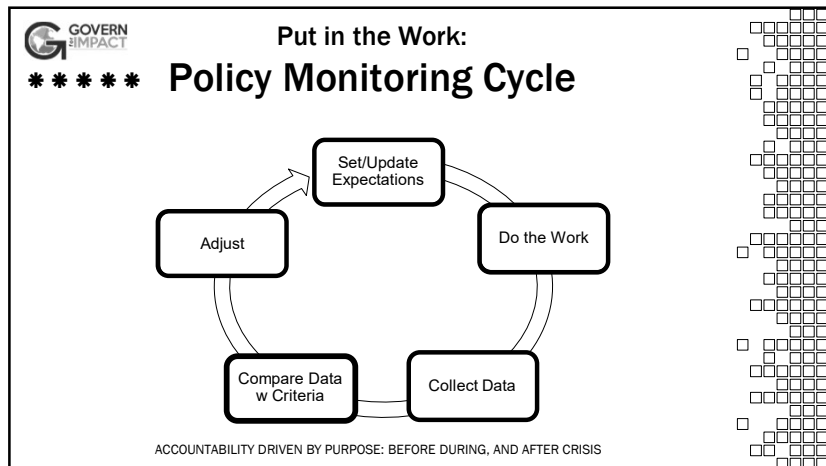 GOVERN
FOR IMPACT
Put in the Work:
***** Policy Monitoring Cycle
Set/Update
Expectations
Do the Work
Collect Data
Compare Data
w Criteria
Adjust
ACCOUNTABILITY DRIVEN BY PURPOSE: BEFORE DURING, AND AFTER CRISIS